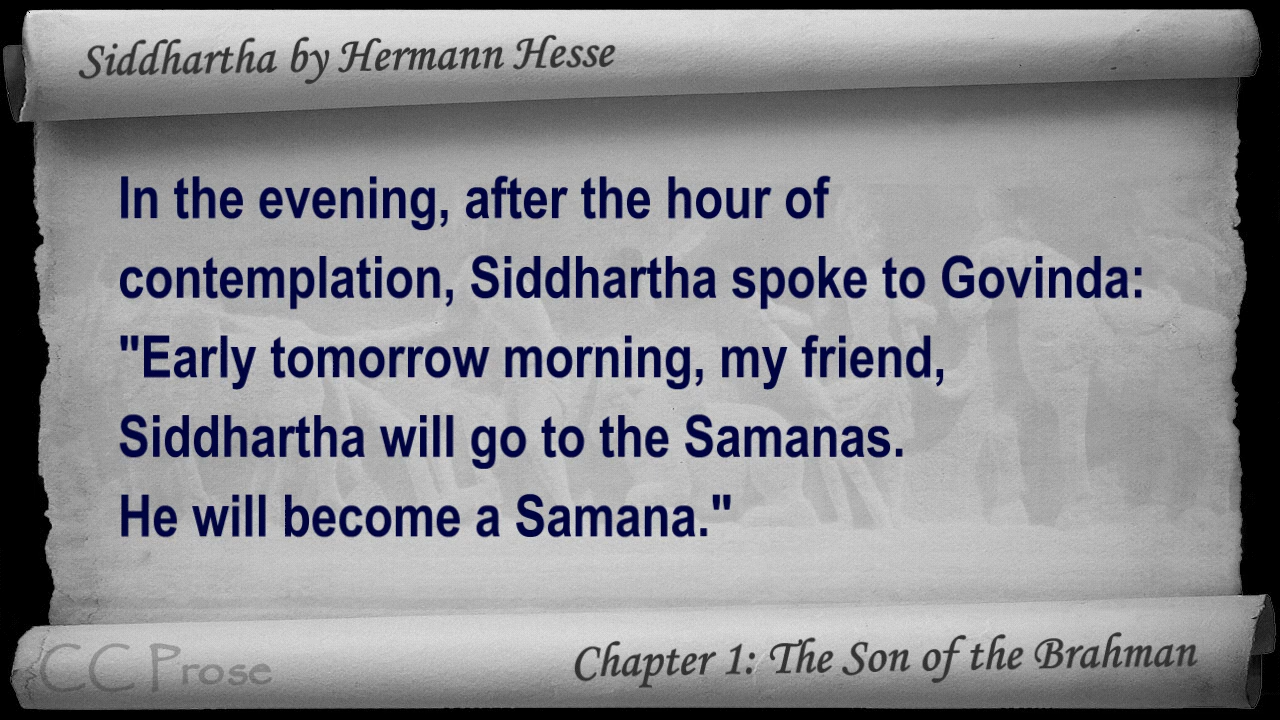 Siddhartha by Hermann Hesse
In the evening, after the hour of
contemplation, Siddhartha spoke to Govinda:
"Early tomorrow morning, my friend,
Siddhartha will go to the Samanas.
He will become a Samana."
CC Prose
Chapter 1: The Son of the Brahman